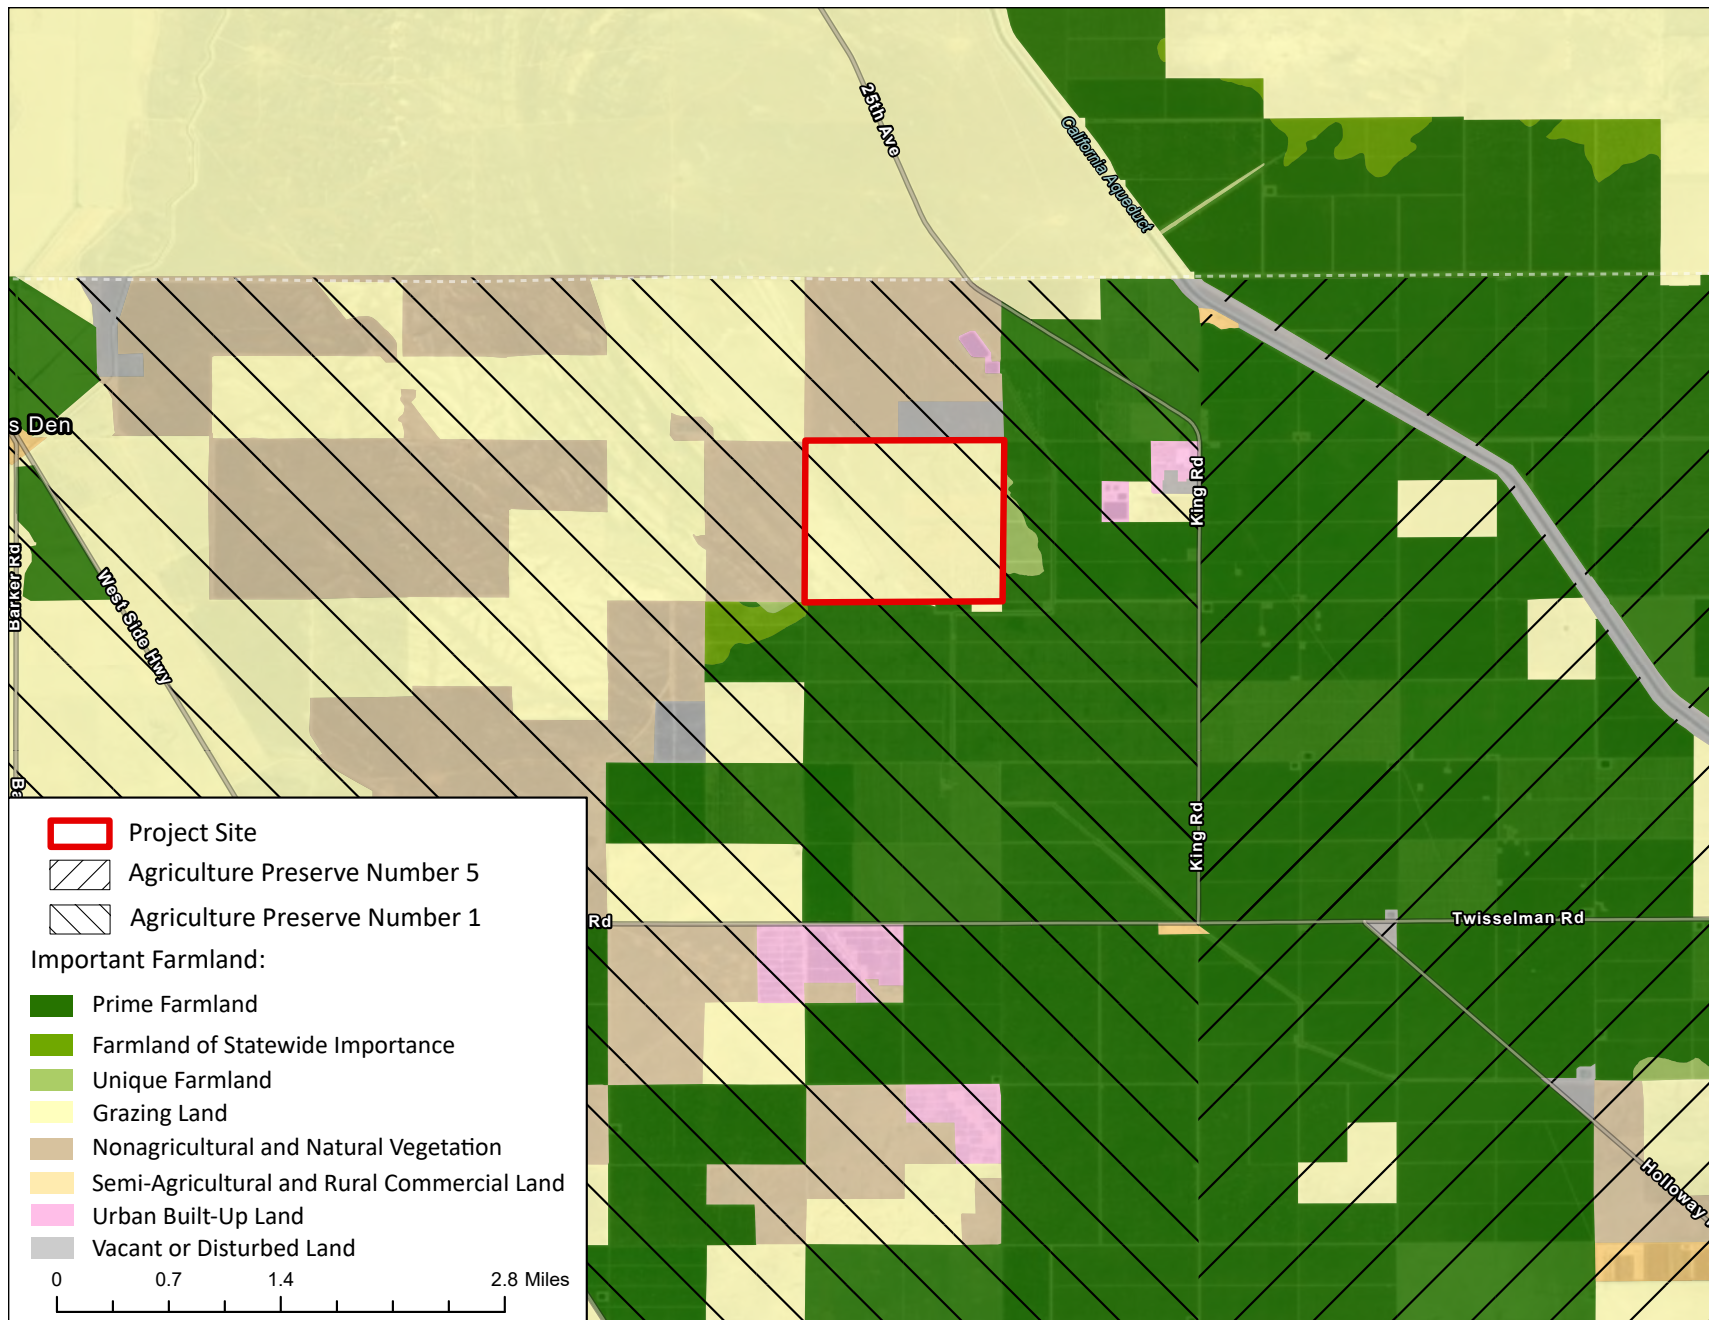 25th Ave
California Aqueduct
s Den
King Rd
Barker Rd
West Side Hwy
Ba
King Rd
Rd
Twisselman Rd
Holloway
Project Site
Agriculture Preserve Number 5
Agriculture Preserve Number 1
Important Farmland:
Prime Farmland
Farmland of Statewide Importance
Unique Farmland
Grazing Land
Nonagricultural and Natural Vegetation
Semi-Agricultural and Rural Commercial Land
Urban Built-Up Land
Vacant or Disturbed Land
0 0.7 1.4 2.8 Miles